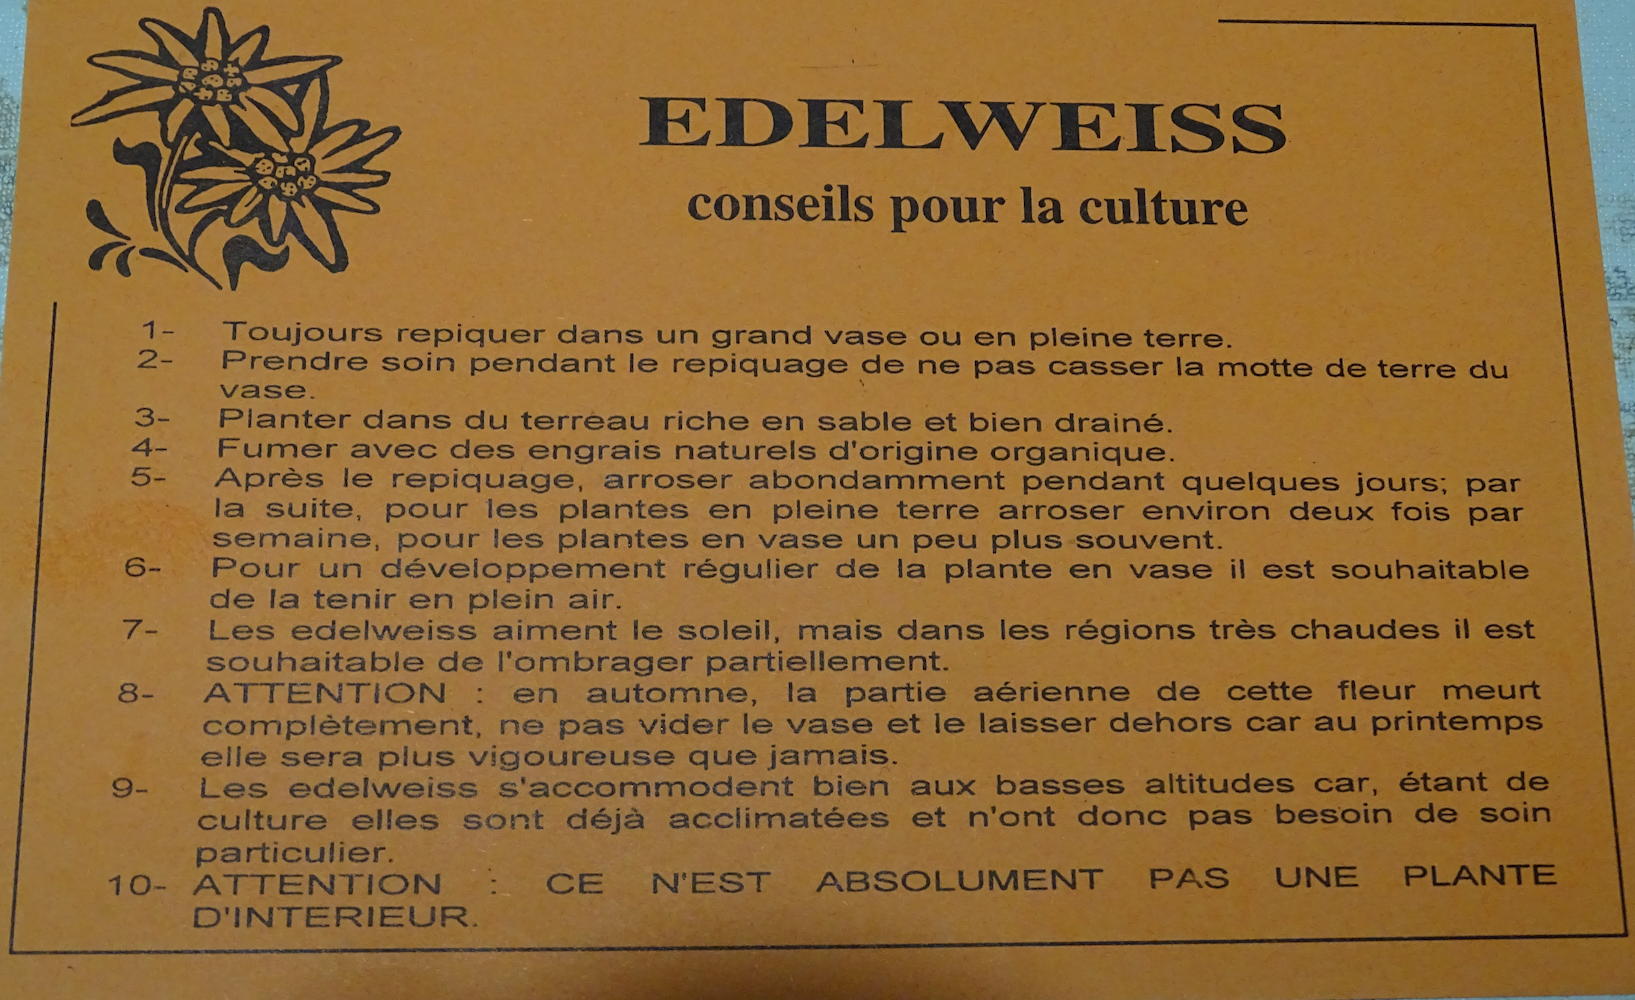 EDELWEISS
conseils pour la culture
1- Toujours repiquer dans un grand vase ou en pleine terre.
2- Prendre soin pendant le repiquage de ne pas casser la motte de terre du
vase.
3- Planter dans du terreau riche en sable et bien drainé.
4- Fumer avec des engrais naturels d'origine organique.
5- Après le repiquage, arroser abondamment pendant quelques jours; par
la suite, pour les plantes en pleine terre arroser environ deux fois par
semaine, pour les plantes en vase un peu plus souvent.
6- Pour un développement régulier de la plante en vase il est souhaitable
de la tenir en plein air.
7- Les edelweiss aiment le soleil, mais dans les régions très chaudes il est
souhaitable de l'ombrager partiellement.
8- ATTENTION : en automne, la partie aérienne de cette fleur meurt
complètement, ne pas vider le vase et le laisser dehors car au printemps
elle sera plus vigoureuse que jamais.
9- Les edelweiss s'accommodent bien aux basses altitudes car, étant de
culture elles sont déjà acclimatées et n'ont donc pas besoin de soin
particulier.
10- ATTENTION : CE N'EST ABSOLUMENT PAS UNE PLANTE
D'INTERIEUR.